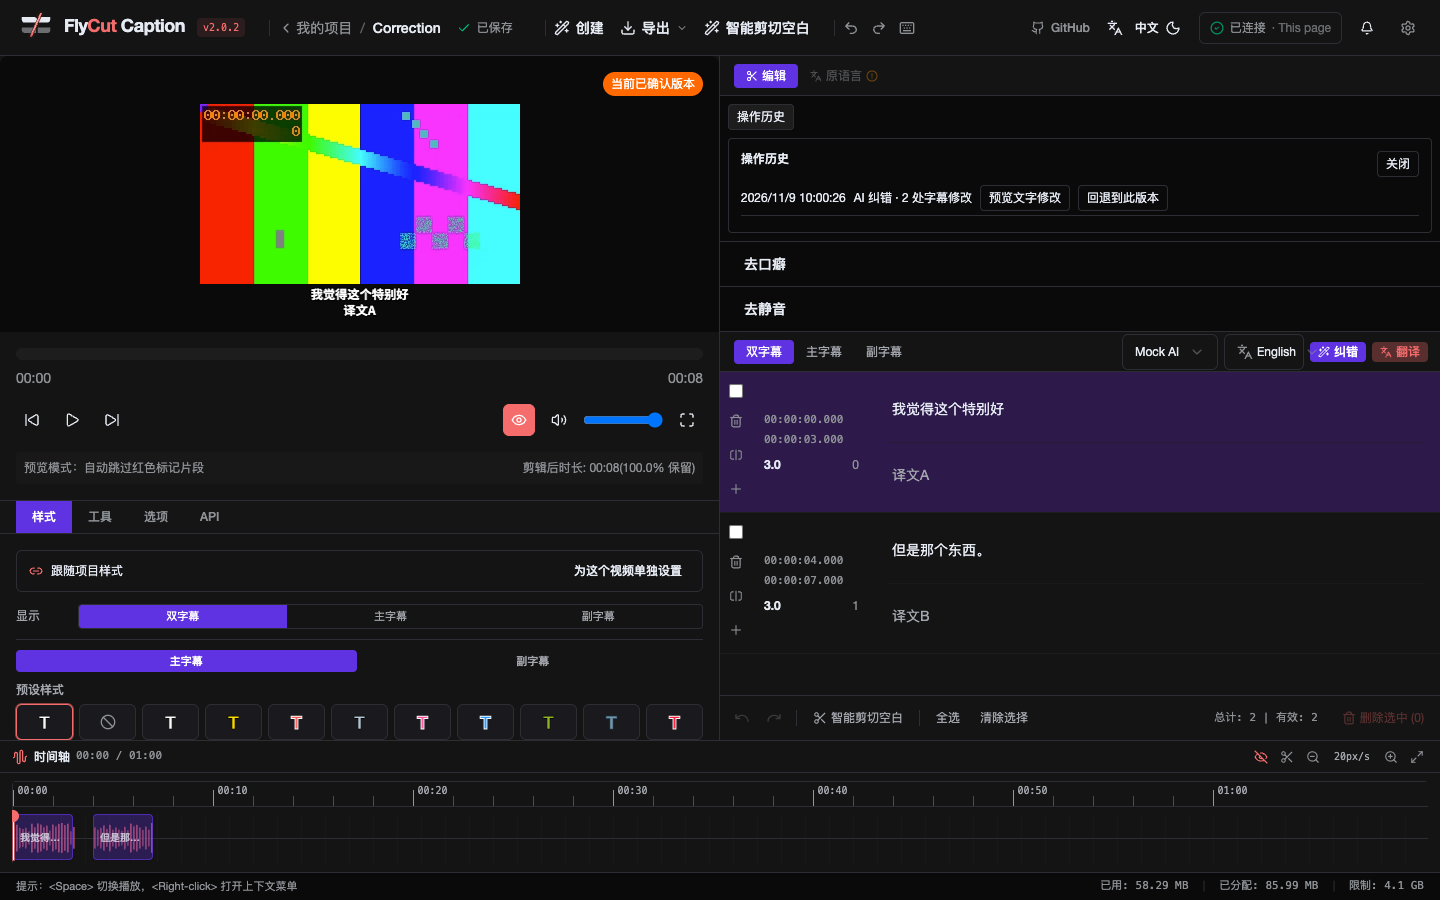 FlyCut Caption v2.0.2
我的项目 / Correction
已保存
创建
导出
智能剪切空白
GitHub
中文
已连接 · This page
当前已确认版本
00:00:00.000
0
我觉得这个特别好
译文A
00:00 00:08
预览模式：自动跳过红色标记片段
剪辑后时长: 00:08(100.0% 保留)
样式 工具 选项 API
跟随项目样式
为这个视频单独设置
显示 双字幕 主字幕 副字幕
主字幕 副字幕
预设样式
T T T T T T T T T T
编辑
原语言
操作历史
操作历史
关闭
2026/11/9 10:00:26 AI 纠错 · 2 处字幕修改 预览文字修改 回退到此版本
去口癖
去静音
双字幕 主字幕 副字幕
Mock AI
English
纠错
翻译
00:00:00.000
00:00:03.000
3.0 0
我觉得这个特别好
译文A
00:00:04.000
00:00:07.000
3.0 1
但是那个东西。
译文B
智能剪切空白
全选
清除选择
总计: 2 | 有效: 2
删除选中 (0)
时间轴 00:00 / 01:00
20px/s
00:00 00:10 00:20 00:30 00:40 00:50 01:00
我觉得...
但是那...
提示：<Space> 切换播放，<Right-click> 打开上下文菜单
已用: 58.29 MB
已分配: 85.99 MB
限制: 4.1 GB